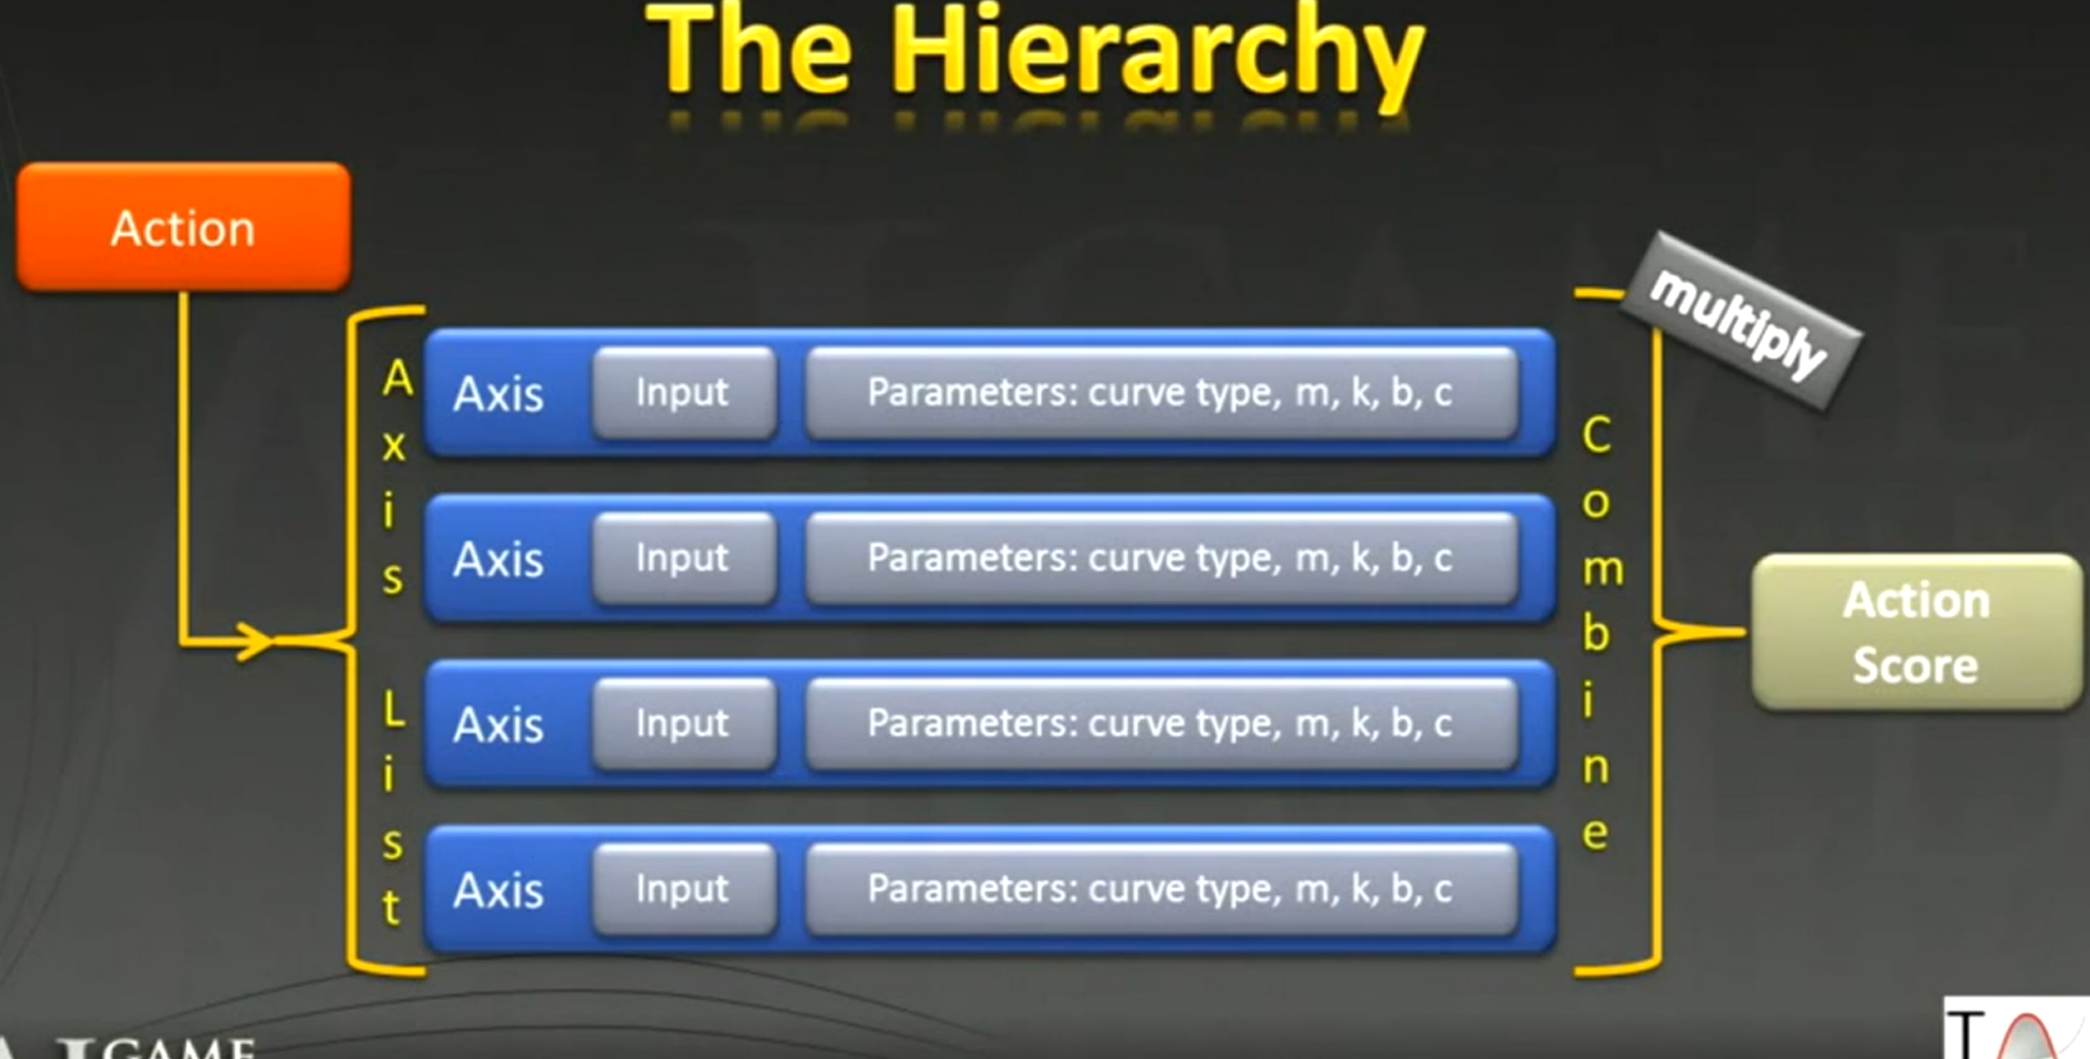 The Hierarchy
Action
multiply
Axis List
Axis Input Parameters: curve type, m, k, b, c
Axis Input Parameters: curve type, m, k, b, c
Axis Input Parameters: curve type, m, k, b, c
Axis Input Parameters: curve type, m, k, b, c
Combine
Action
Score
AI GAME